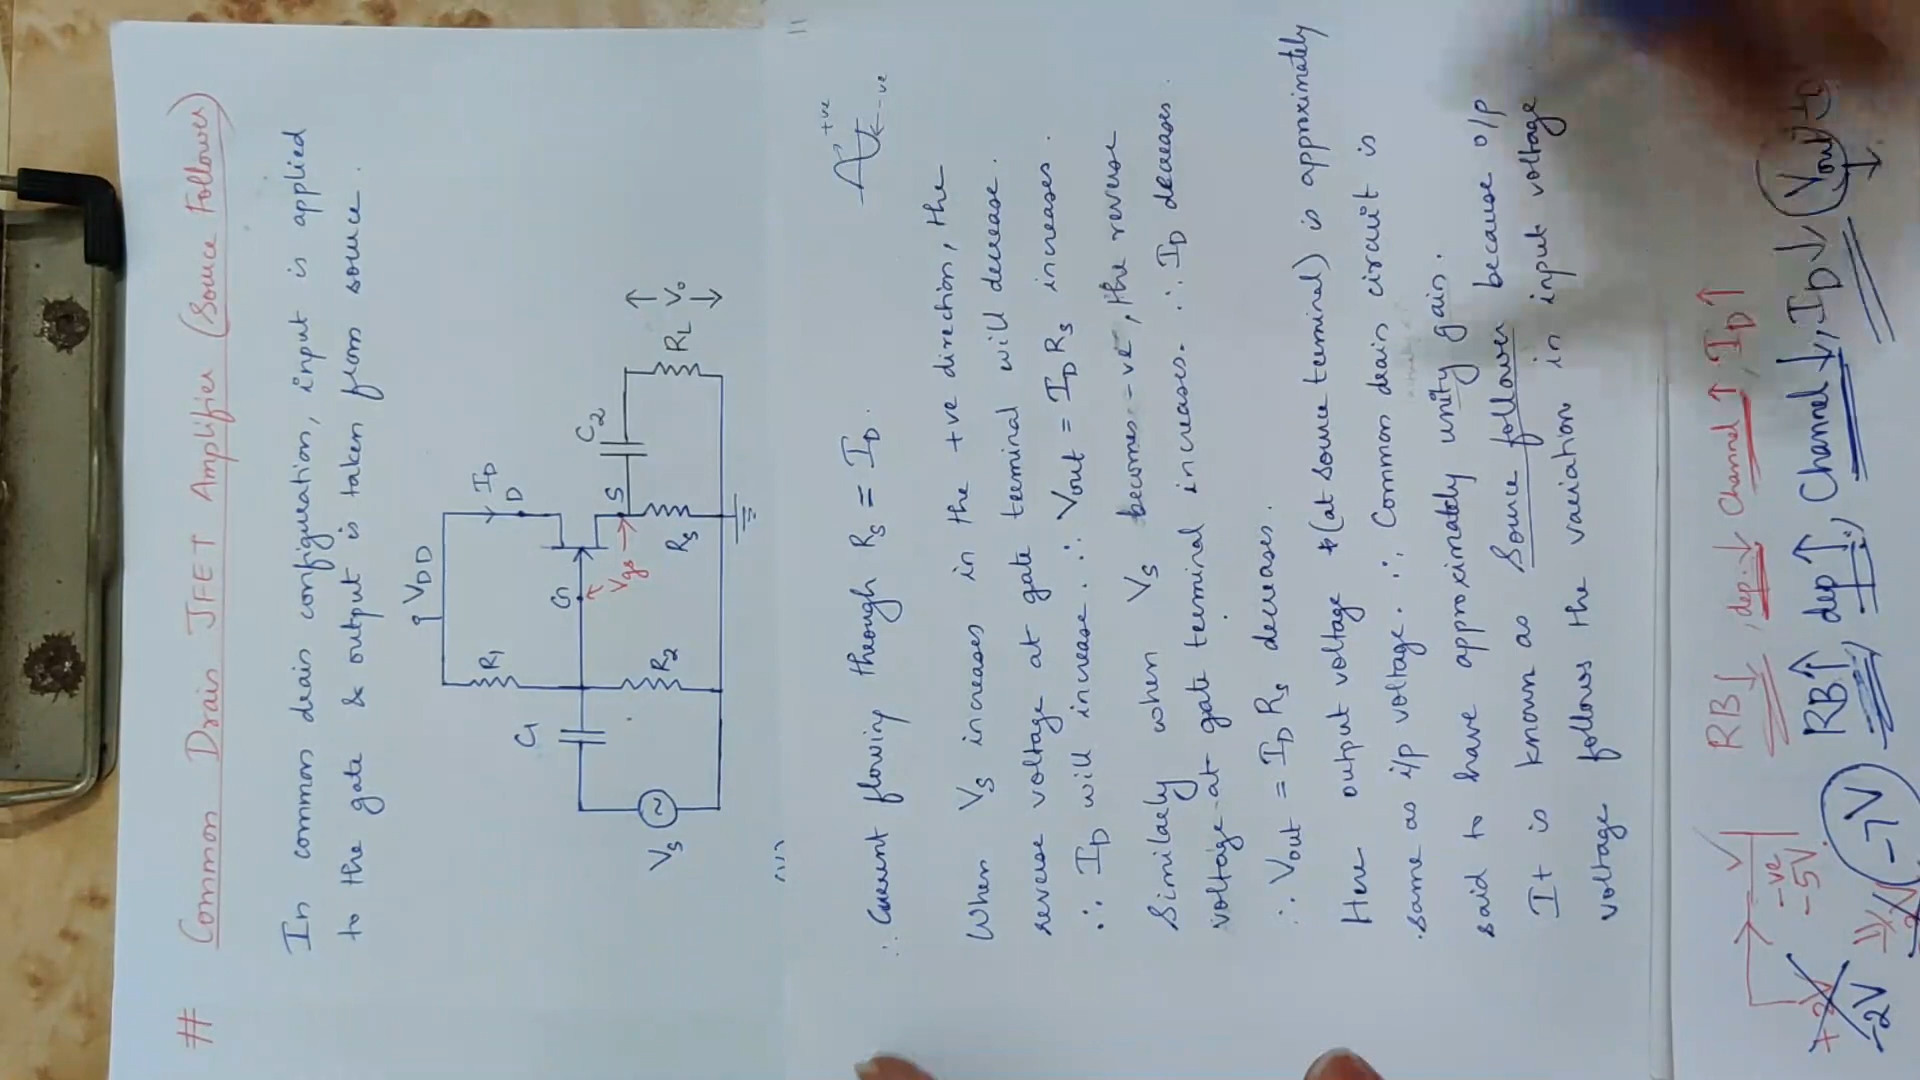 # Common Drain JFET Amplifier (Source Follower)
In common drain configuration, input is applied
to the gate & output is taken from source.
VDD
ID
D
R1
C1
G
S
C2
Vgs
R2
RS
RL
Vo
Vs
+ve
-ve
∴ Current flowing through RS = ID.
When Vs increases in the +ve direction, the
reverse voltage at gate terminal will decrease.
∴ ID will increase. ∴ Vout = ID RS increases.
Similarly when Vs becomes -ve, the reverse
voltage at gate terminal increases. ∴ ID decreases.
∴ Vout = ID RS decreases.
Here output voltage (at source terminal) is approximately
same as i/p voltage. ∴ Common drain circuit is
said to have approximately unity gain.
It is known as Source follower because o/p
voltage follows the variation in input voltage
RB↓, dep.↓ Channel↑, ID↑
-ve
-5V
+2V
RB↑, dep↑, Channel↓, ID↓ Vout
-2V
-7V